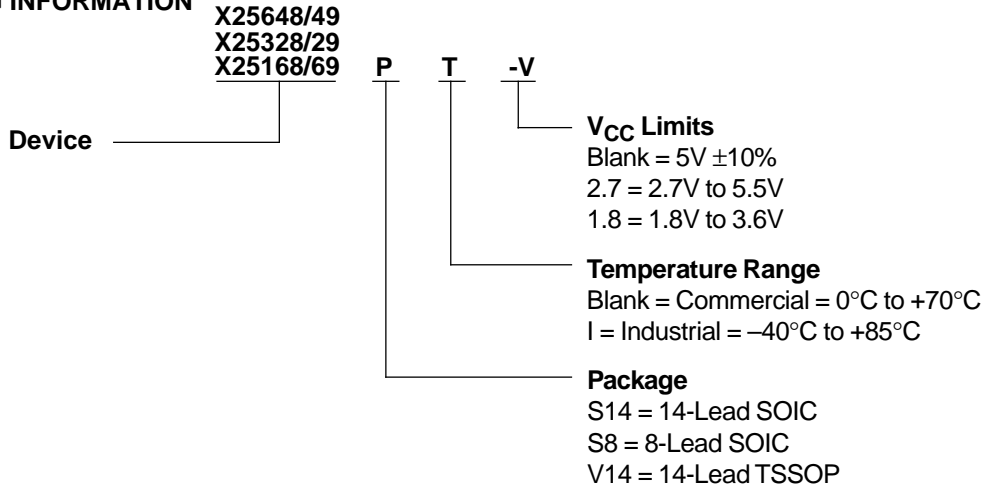 INFORMATION
X25648/49
X25328/29
X25168/69 P T -V
Device
VCC Limits
Blank = 5V ±10%
2.7 = 2.7V to 5.5V
1.8 = 1.8V to 3.6V
Temperature Range
Blank = Commercial = 0°C to +70°C
I = Industrial = –40°C to +85°C
Package
S14 = 14-Lead SOIC
S8 = 8-Lead SOIC
V14 = 14-Lead TSSOP